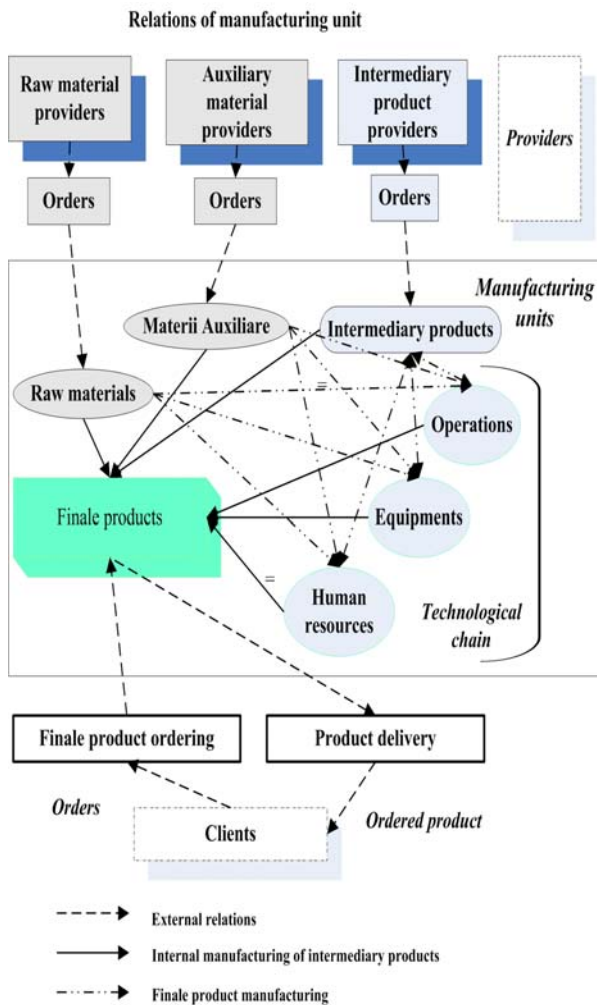 Relations of manufacturing unit
Raw material
providers
Auxiliary
material
providers
Intermediary
product
providers
Providers
Orders
Orders
Orders
Manufacturing
units
Materii Auxiliare
Intermediary products
Raw materials
=
Operations
Finale products
Equipments
=
Human
resources
Technological
chain
Finale product ordering
Product delivery
Orders
Ordered product
Clients
External relations
Internal manufacturing of intermediary products
Finale product manufacturing